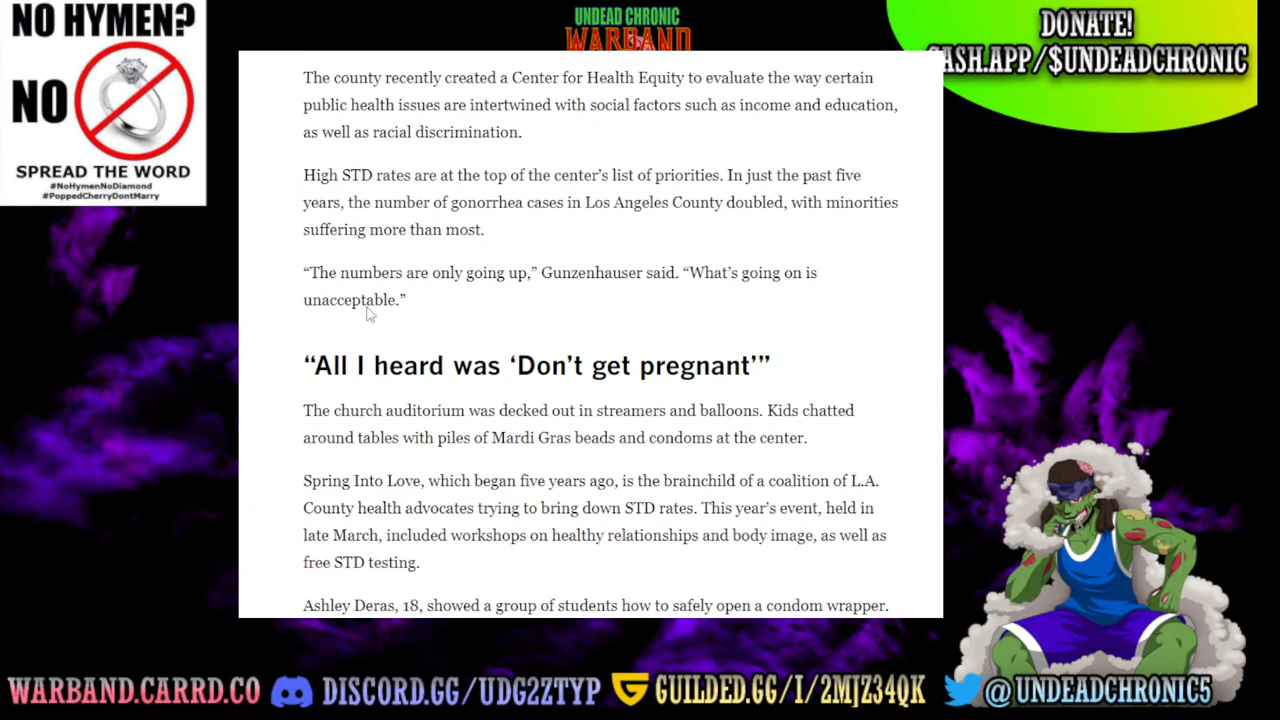 NO HYMEN?
NO
SPREAD THE WORD
#NoHymenNoDiamond
#PoppedCherryDontMarry
UNDEAD CHRONIC
WARBAND
DONATE!
CASH.APP/$UNDEADCHRONIC
The county recently created a Center for Health Equity to evaluate the way certain
public health issues are intertwined with social factors such as income and education,
as well as racial discrimination.
High STD rates are at the top of the center’s list of priorities. In just the past five
years, the number of gonorrhea cases in Los Angeles County doubled, with minorities
suffering more than most.
“The numbers are only going up,” Gunzenhauser said. “What’s going on is
unacceptable.”
“All I heard was ‘Don’t get pregnant’”
The church auditorium was decked out in streamers and balloons. Kids chatted
around tables with piles of Mardi Gras beads and condoms at the center.
Spring Into Love, which began five years ago, is the brainchild of a coalition of L.A.
County health advocates trying to bring down STD rates. This year’s event, held in
late March, included workshops on healthy relationships and body image, as well as
free STD testing.
Ashley Deras, 18, showed a group of students how to safely open a condom wrapper.
WARBAND.CARRD.CO
DISCORD.GG/UDG2ZTYP
GUILDED.GG/I/2MJZ34QK
@UNDEADCHRONIC5